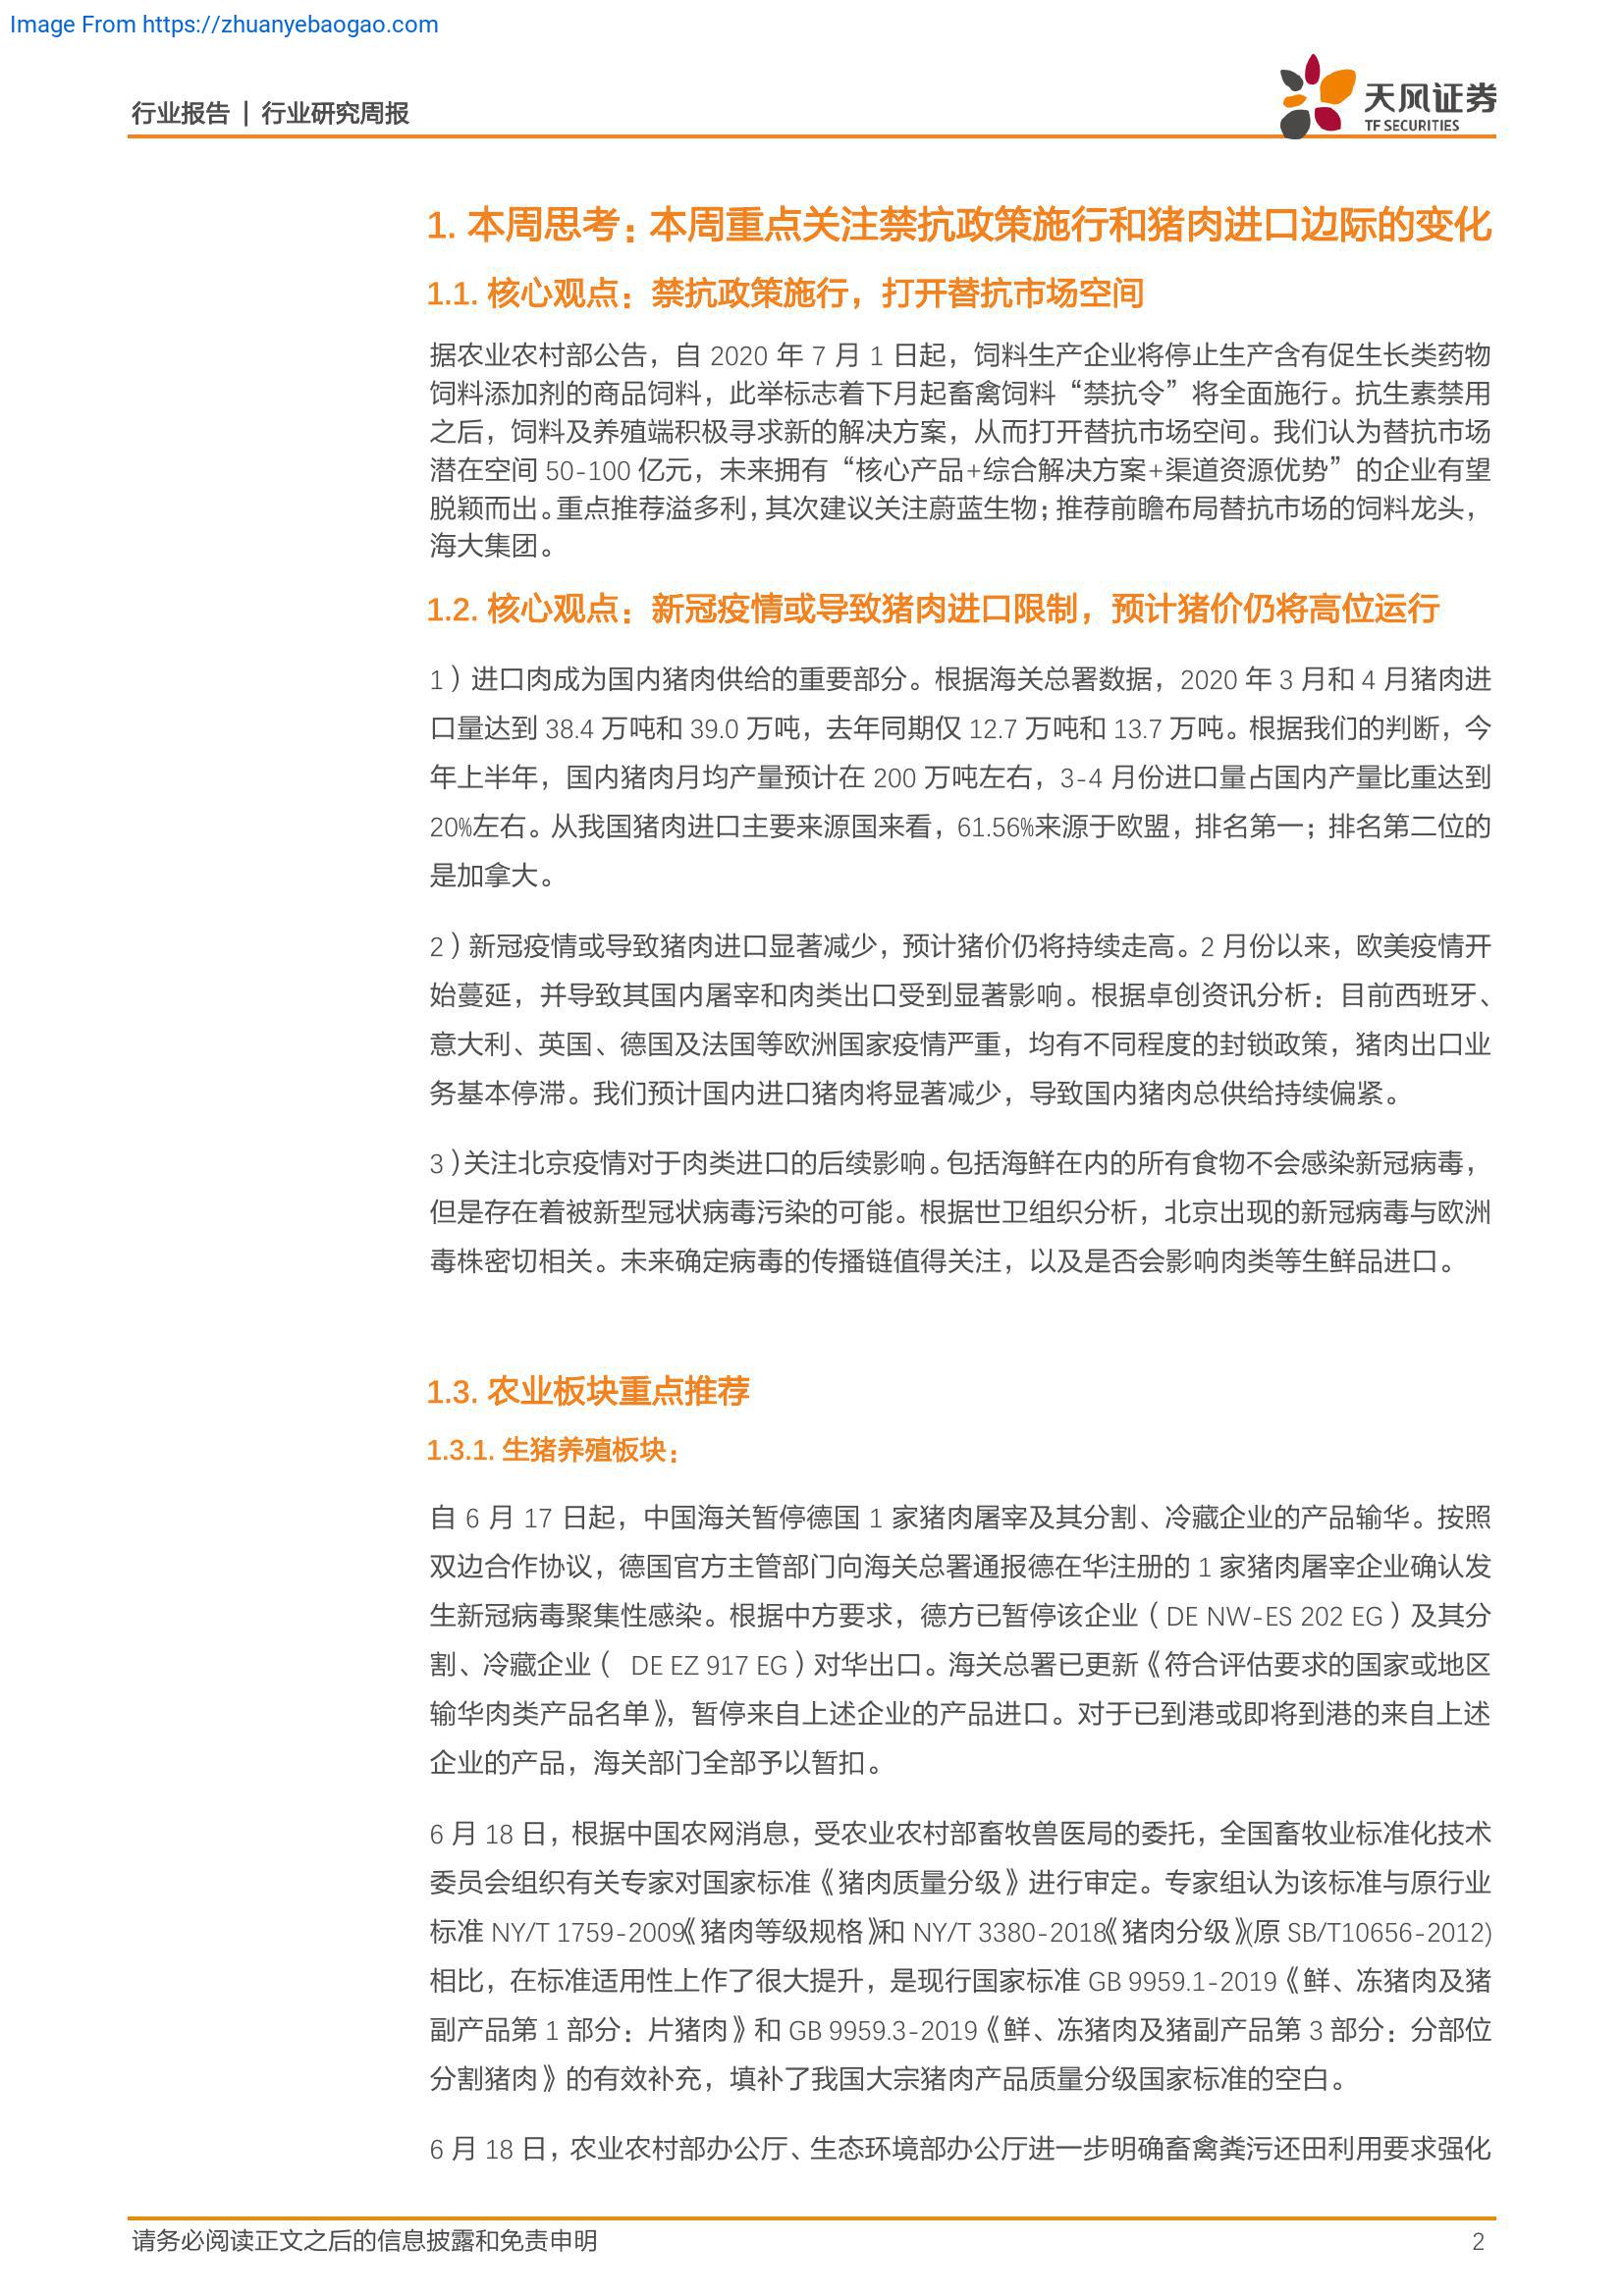 Image From https://zhuanyebaogao.com
行业报告 | 行业研究周报
天风证券
TF SECURITIES
1. 本周思考：本周重点关注禁抗政策施行和猪肉进口边际的变化
1.1. 核心观点：禁抗政策施行，打开替抗市场空间
据农业农村部公告，自 2020 年 7 月 1 日起，饲料生产企业将停止生产含有促生长类药物
饲料添加剂的商品饲料，此举标志着下月起畜禽饲料“禁抗令”将全面施行。抗生素禁用
之后，饲料及养殖端积极寻求新的解决方案，从而打开替抗市场空间。我们认为替抗市场
潜在空间 50-100 亿元，未来拥有“核心产品+综合解决方案+渠道资源优势”的企业有望
脱颖而出。重点推荐溢多利，其次建议关注蔚蓝生物；推荐前瞻布局替抗市场的饲料龙头，
海大集团。
1.2. 核心观点：新冠疫情或导致猪肉进口限制，预计猪价仍将高位运行
1）进口肉成为国内猪肉供给的重要部分。根据海关总署数据，2020 年 3 月和 4 月猪肉进
口量达到 38.4 万吨和 39.0 万吨，去年同期仅 12.7 万吨和 13.7 万吨。根据我们的判断，今
年上半年，国内猪肉月均产量预计在 200 万吨左右，3-4 月份进口量占国内产量比重达到
20%左右。从我国猪肉进口主要来源国来看，61.56%来源于欧盟，排名第一；排名第二位的
是加拿大。
2）新冠疫情或导致猪肉进口显著减少，预计猪价仍将持续走高。2 月份以来，欧美疫情开
始蔓延，并导致其国内屠宰和肉类出口受到显著影响。根据卓创资讯分析：目前西班牙、
意大利、英国、德国及法国等欧洲国家疫情严重，均有不同程度的封锁政策，猪肉出口业
务基本停滞。我们预计国内进口猪肉将显著减少，导致国内猪肉总供给持续偏紧。
3）关注北京疫情对于肉类进口的后续影响。包括海鲜在内的所有食物不会感染新冠病毒，
但是存在着被新型冠状病毒污染的可能。根据世卫组织分析，北京出现的新冠病毒与欧洲
毒株密切相关。未来确定病毒的传播链值得关注，以及是否会影响肉类等生鲜品进口。
1.3. 农业板块重点推荐
1.3.1. 生猪养殖板块：
自 6 月 17 日起，中国海关暂停德国 1 家猪肉屠宰及其分割、冷藏企业的产品输华。按照
双边合作协议，德国官方主管部门向海关总署通报德在华注册的 1 家猪肉屠宰企业确认发
生新冠病毒聚集性感染。根据中方要求，德方已暂停该企业（DE NW-ES 202 EG）及其分
割、冷藏企业（ DE EZ 917 EG）对华出口。海关总署已更新《符合评估要求的国家或地区
输华肉类产品名单》，暂停来自上述企业的产品进口。对于已到港或即将到港的来自上述
企业的产品，海关部门全部予以暂扣。
6 月 18 日，根据中国农网消息，受农业农村部畜牧兽医局的委托，全国畜牧业标准化技术
委员会组织有关专家对国家标准《猪肉质量分级》进行审定。专家组认为该标准与原行业
标准 NY/T 1759-2009《猪肉等级规格》和 NY/T 3380-2018《猪肉分级》(原 SB/T10656-2012)
相比，在标准适用性上作了很大提升，是现行国家标准 GB 9959.1-2019《鲜、冻猪肉及猪
副产品第 1 部分：片猪肉》和 GB 9959.3-2019《鲜、冻猪肉及猪副产品第 3 部分：分部位
分割猪肉》的有效补充，填补了我国大宗猪肉产品质量分级国家标准的空白。
6 月 18 日，农业农村部办公厅、生态环境部办公厅进一步明确畜禽粪污还田利用要求强化
请务必阅读正文之后的信息披露和免责申明
2